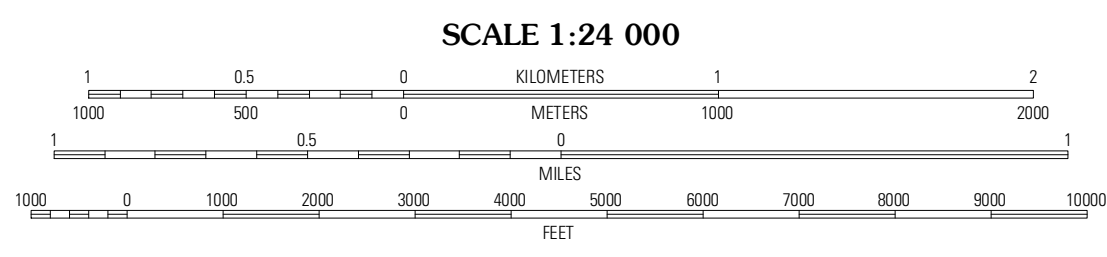 SCALE 1:24 000
1 0.5 0 KILOMETERS 1 2
1000 500 0 METERS 1000 2000
1 0.5 0 1
MILES
1000 0 1000 2000 3000 4000 5000 6000 7000 8000 9000 10000
FEET